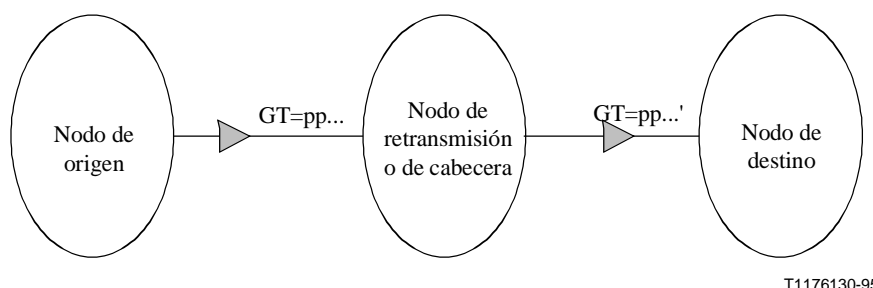 Nodo de
origen
GT=pp...
Nodo de
retransmisión
o de cabecera
GT=pp...'
Nodo de
destino
T1176130-95